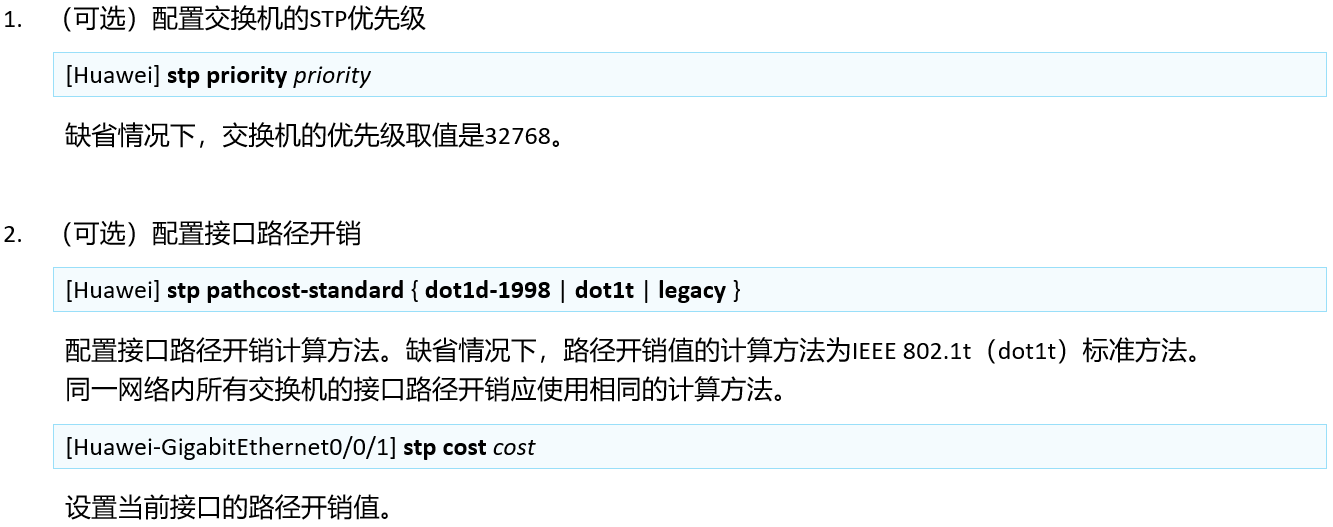 1. （可选）配置交换机的STP优先级
[Huawei] stp priority priority
缺省情况下，交换机的优先级取值是32768。
2. （可选）配置接口路径开销
[Huawei] stp pathcost-standard { dot1d-1998 | dot1t | legacy }
配置接口路径开销计算方法。缺省情况下，路径开销值的计算方法为IEEE 802.1t（dot1t）标准方法。
同一网络内所有交换机的接口路径开销应使用相同的计算方法。
[Huawei-GigabitEthernet0/0/1] stp cost cost
设置当前接口的路径开销值。